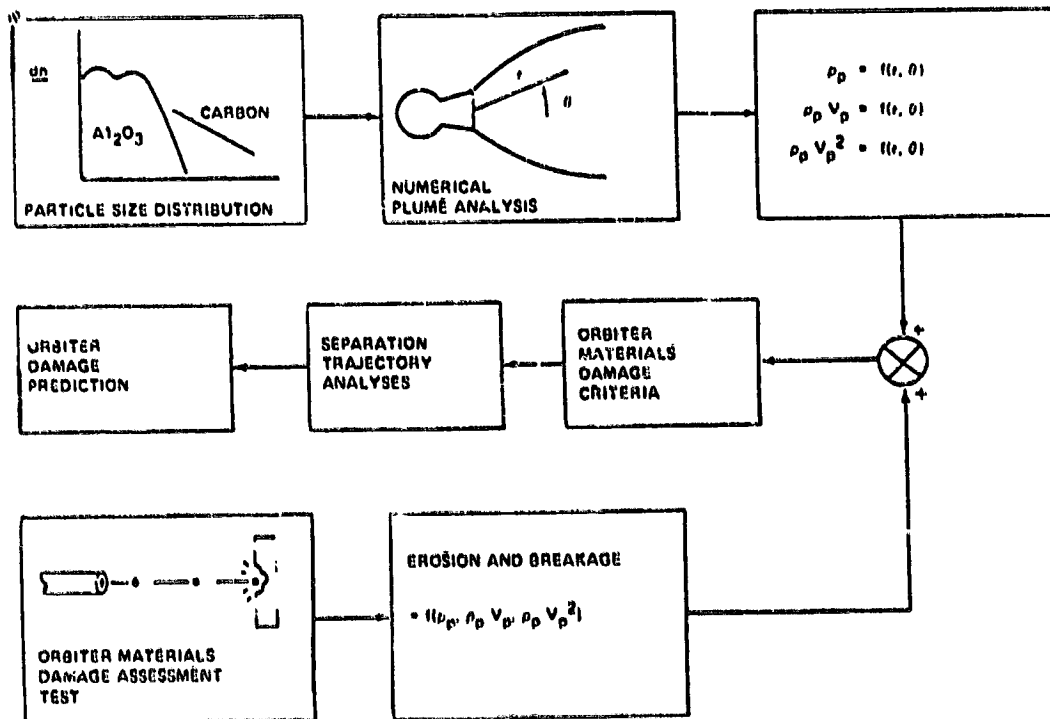 dn
Al₂O₃
CARBON
PARTICLE SIZE DISTRIBUTION
r
θ
NUMERICAL
PLUME ANALYSIS
ρₚ = f(r, θ)
ρₚ Vₚ = f(r, θ)
ρₚ Vₚ² = f(r, θ)
+
+
ORBITER
DAMAGE
PREDICTION
SEPARATION
TRAJECTORY
ANALYSES
ORBITER
MATERIALS
DAMAGE
CRITERIA
ORBITER MATERIALS
DAMAGE ASSESSMENT
TEST
EROSION AND BREAKAGE
= f(ρₚ, ρₚ Vₚ, ρₚ Vₚ²)